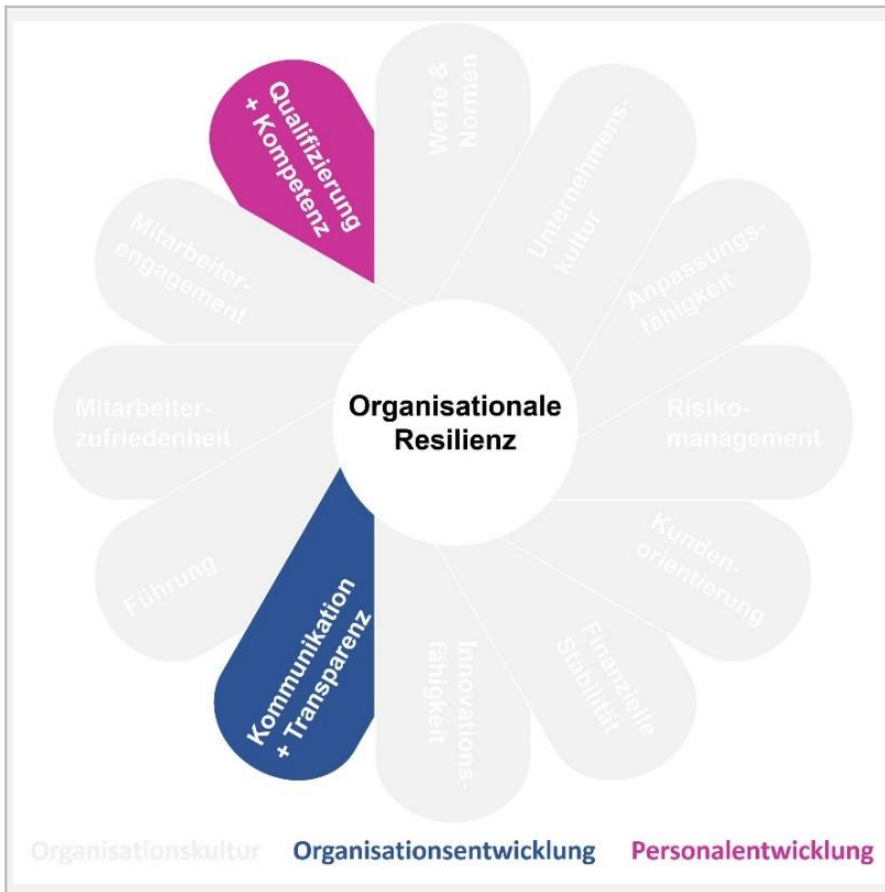 Werte &
Normen
Unternehmens-
kultur
Anpassungs-
fähigkeit
Risiko-
management
Kunden-
orientierung
Finanzielle
Stabilität
Innovations-
fähigkeit
Kommunikation
+ Transparenz
Führung
Mitarbeiter-
zufriedenheit
Mitarbeiter-
engagement
Qualifizierung
+ Kompetenz
Organisationale
Resilienz
Organisationskultur Organisationsentwicklung Personalentwicklung